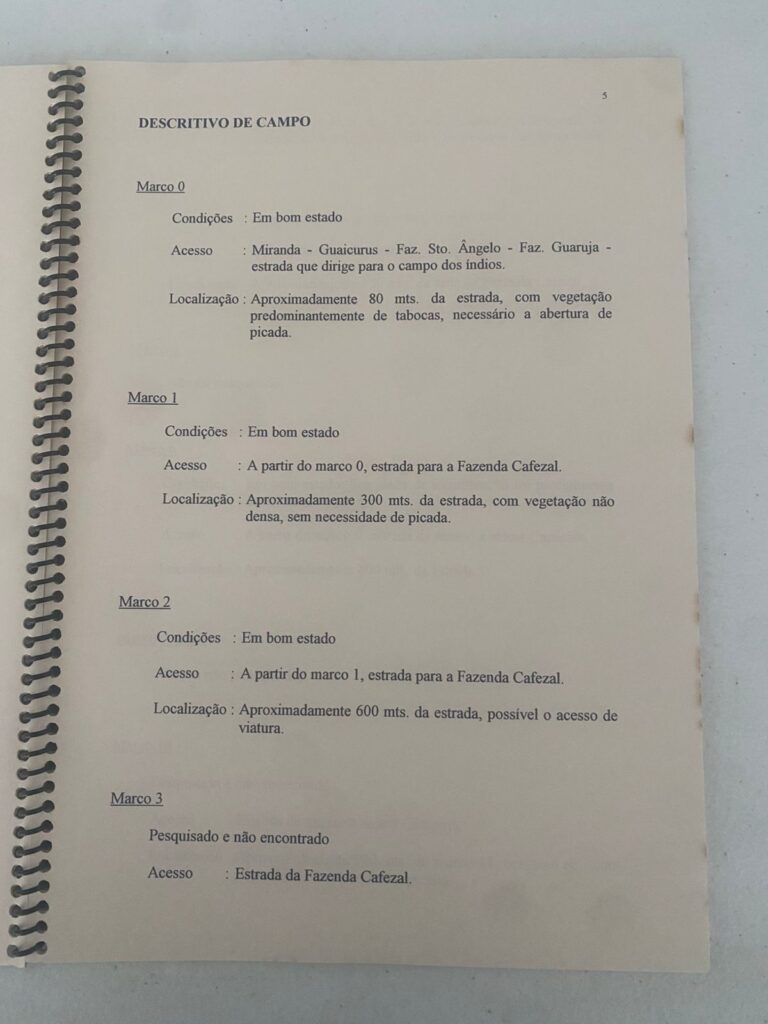 5
DESCRITIVO DE CAMPO
Marco 0
Condições : Em bom estado
Acesso : Miranda - Guaicurus - Faz. Sto. Ângelo - Faz. Guaruja -
estrada que dirige para o campo dos índios.
Localização : Aproximadamente 80 mts. da estrada, com vegetação
predominantemente de tabocas, necessário a abertura de
picada.
Marco 1
Condições : Em bom estado
Acesso : A partir do marco 0, estrada para a Fazenda Cafezal.
Localização : Aproximadamente 300 mts. da estrada, com vegetação não
densa, sem necessidade de picada.
Marco 2
Condições : Em bom estado
Acesso : A partir do marco 1, estrada para a Fazenda Cafezal.
Localização : Aproximadamente 600 mts. da estrada, possível o acesso de
viatura.
Marco 3
Pesquisado e não encontrado
Acesso : Estrada da Fazenda Cafezal.